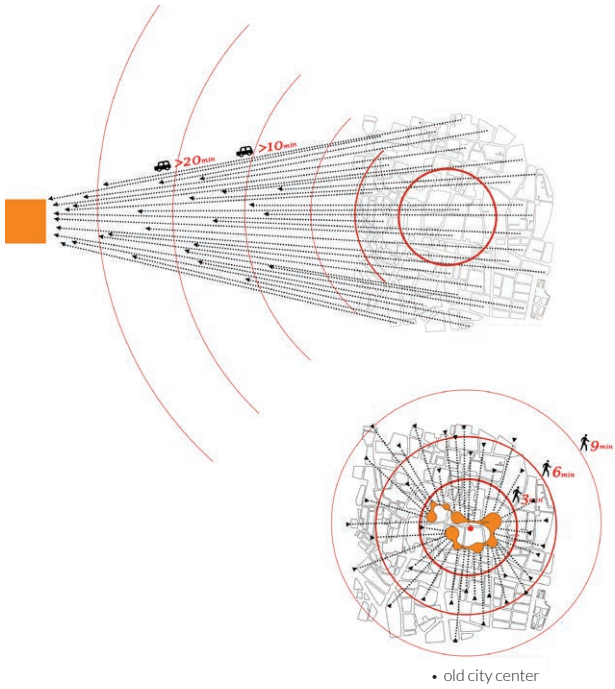 >10min
>20min
9min
6min
3min
• old city center